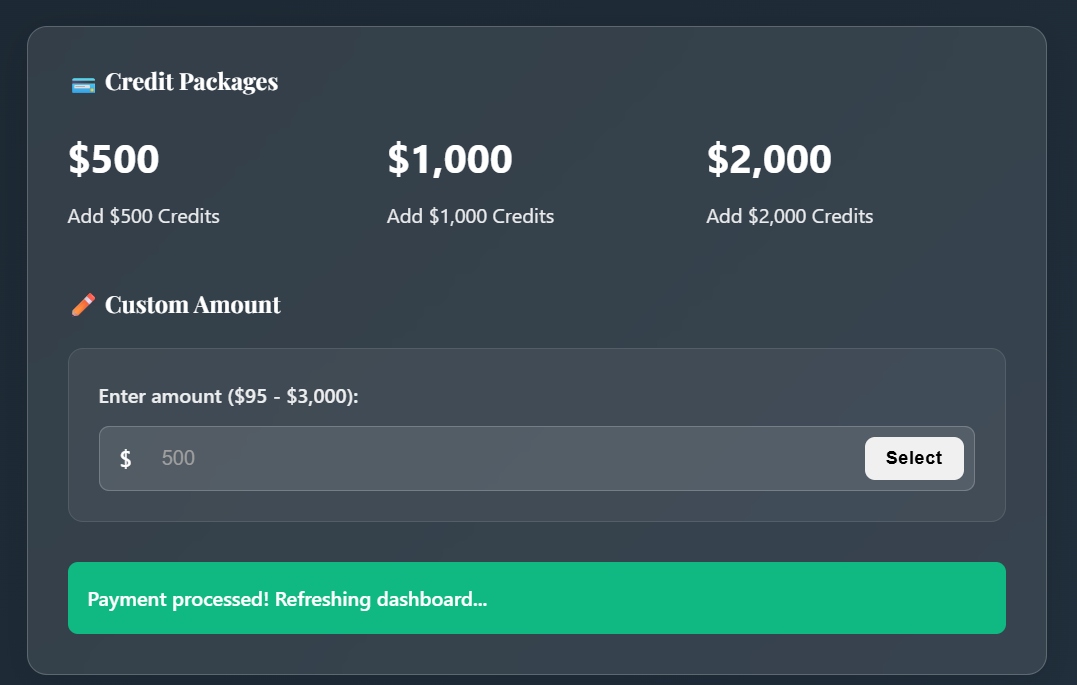 Credit Packages
$500
Add $500 Credits
$1,000
Add $1,000 Credits
$2,000
Add $2,000 Credits
Custom Amount
Enter amount ($95 - $3,000):
$ 500 Select
Payment processed! Refreshing dashboard...